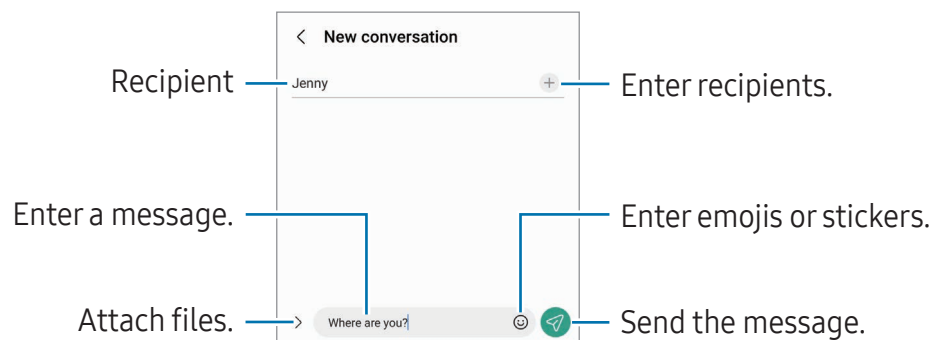 New conversation
Recipient
Jenny
Enter recipients.
Enter a message.
Enter emojis or stickers.
Attach files.
Where are you?
Send the message.